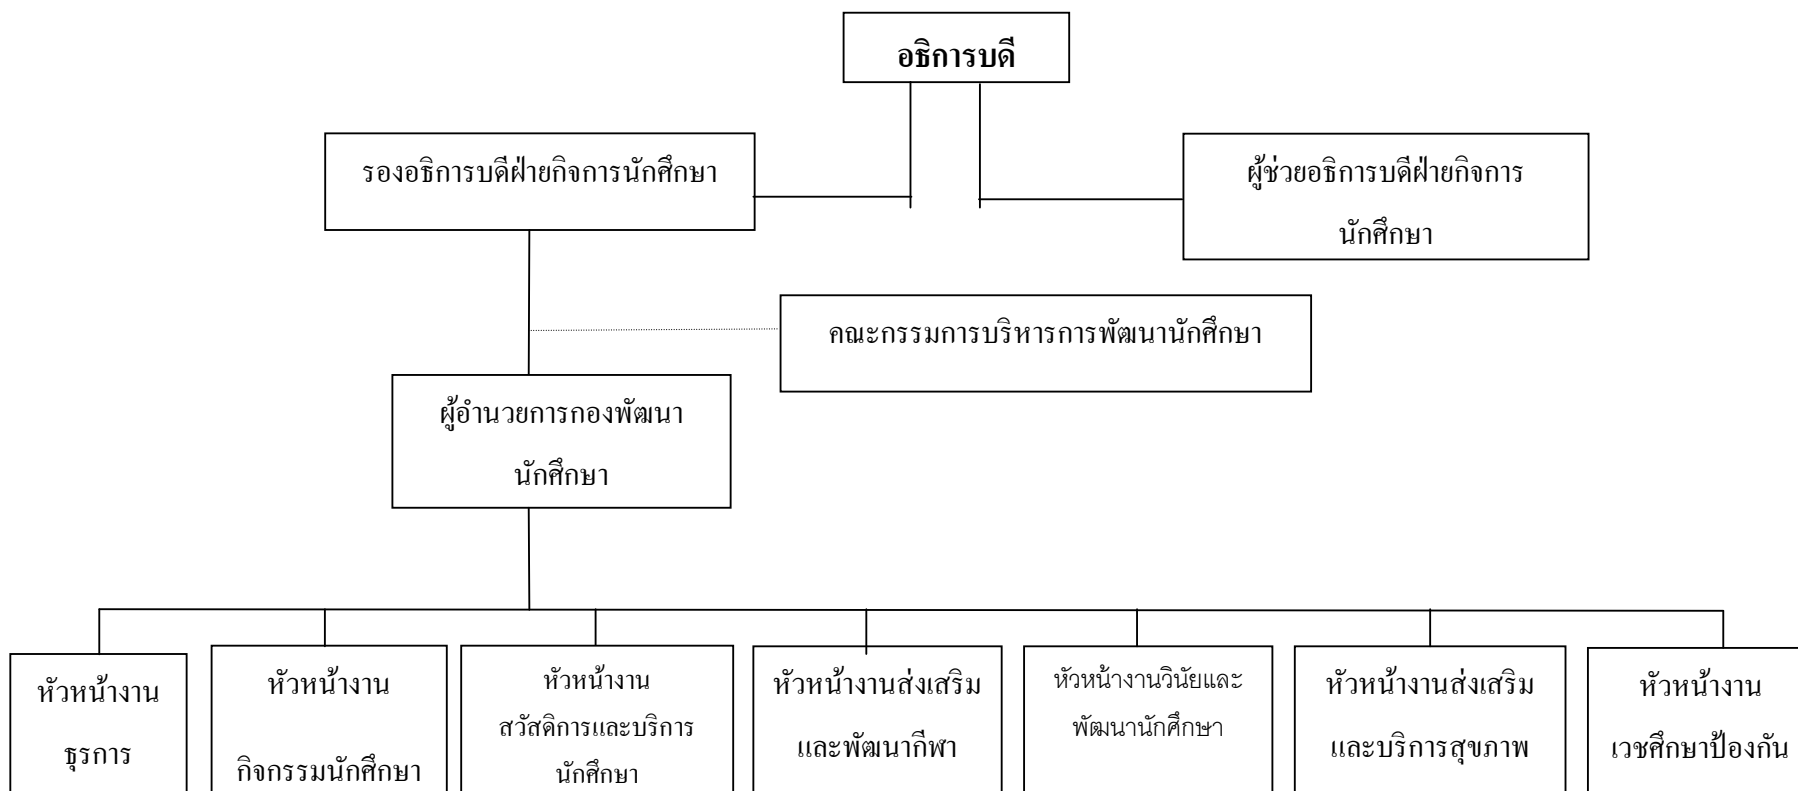 อธิการบดี
รองอธิการบดีฝ่ายกิจการนักศึกษา
ผู้ช่วยอธิการบดีฝ่ายกิจการ
นักศึกษา
คณะกรรมการบริหารการพัฒนานักศึกษา
ผู้อำนวยการกองพัฒนา
นักศึกษา
หัวหน้างาน
ธุรการ
หัวหน้างาน
กิจกรรมนักศึกษา
หัวหน้างาน
สวัสดิการและบริการ
นักศึกษา
หัวหน้างานส่งเสริม
และพัฒนากีฬา
หัวหน้างานวินัยและ
พัฒนานักศึกษา
หัวหน้างานส่งเสริม
และบริการสุขภาพ
หัวหน้างาน
เวชศึกษาป้องกัน